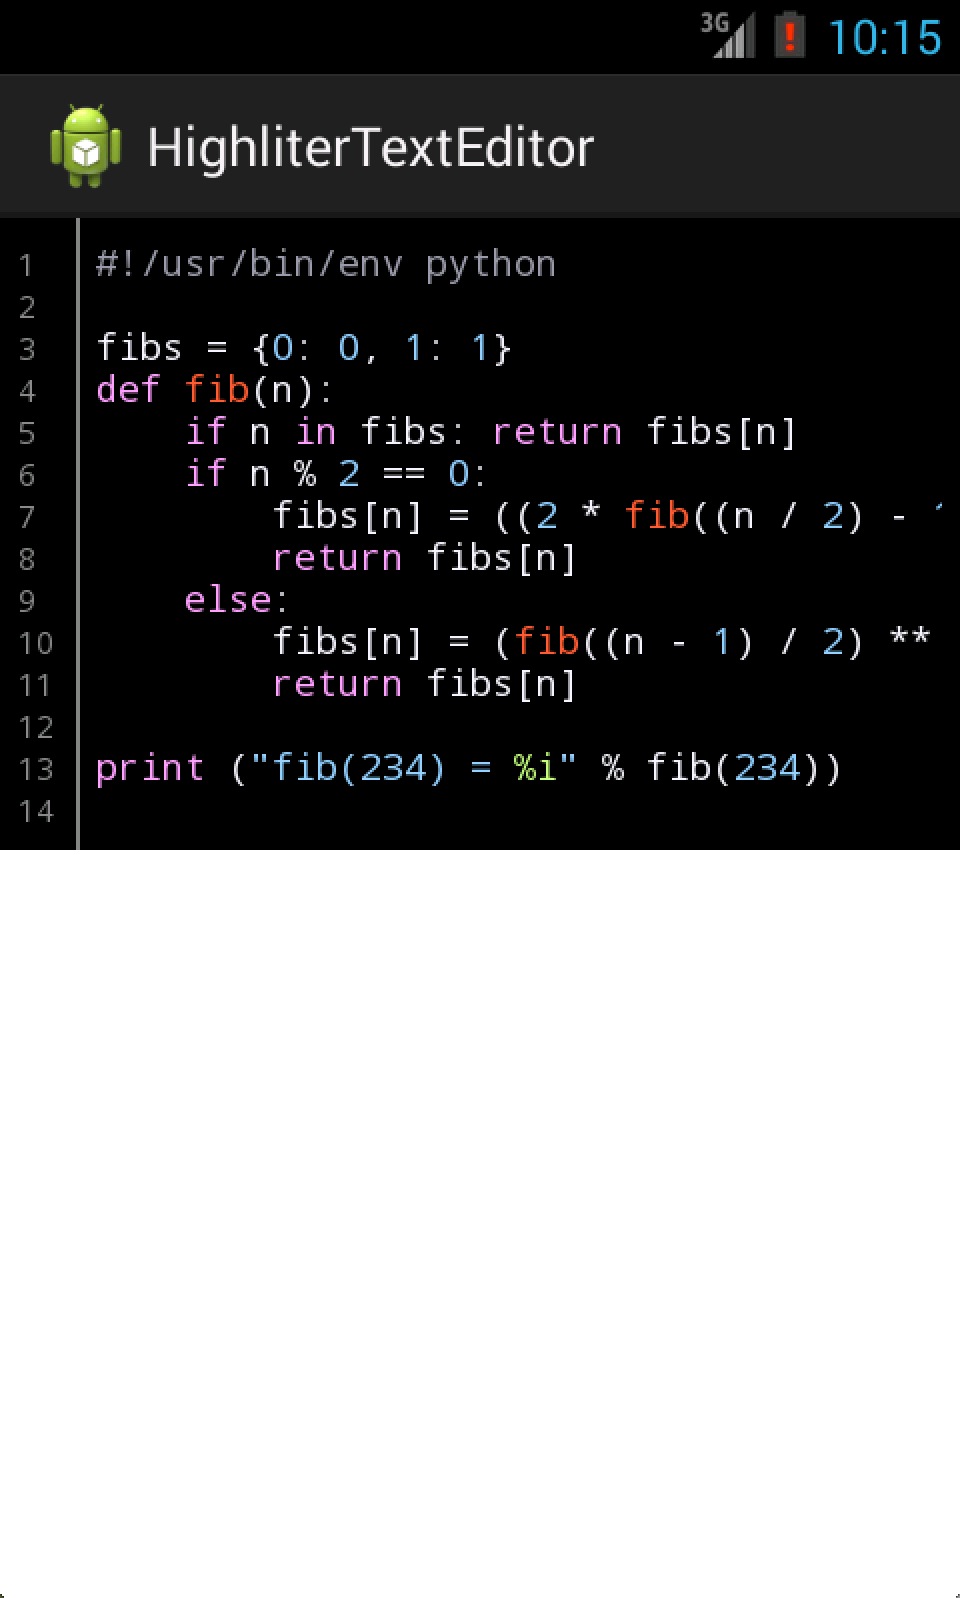 3G 10:15
HighliterTextEditor
1 #!/usr/bin/env python
2
3 fibs = {0: 0, 1: 1}
4 def fib(n):
5     if n in fibs: return fibs[n]
6     if n % 2 == 0:
7         fibs[n] = ((2 * fib((n / 2) -
8         return fibs[n]
9     else:
10         fibs[n] = (fib((n - 1) / 2) **
11         return fibs[n]
12
13 print ("fib(234) = %i" % fib(234))
14